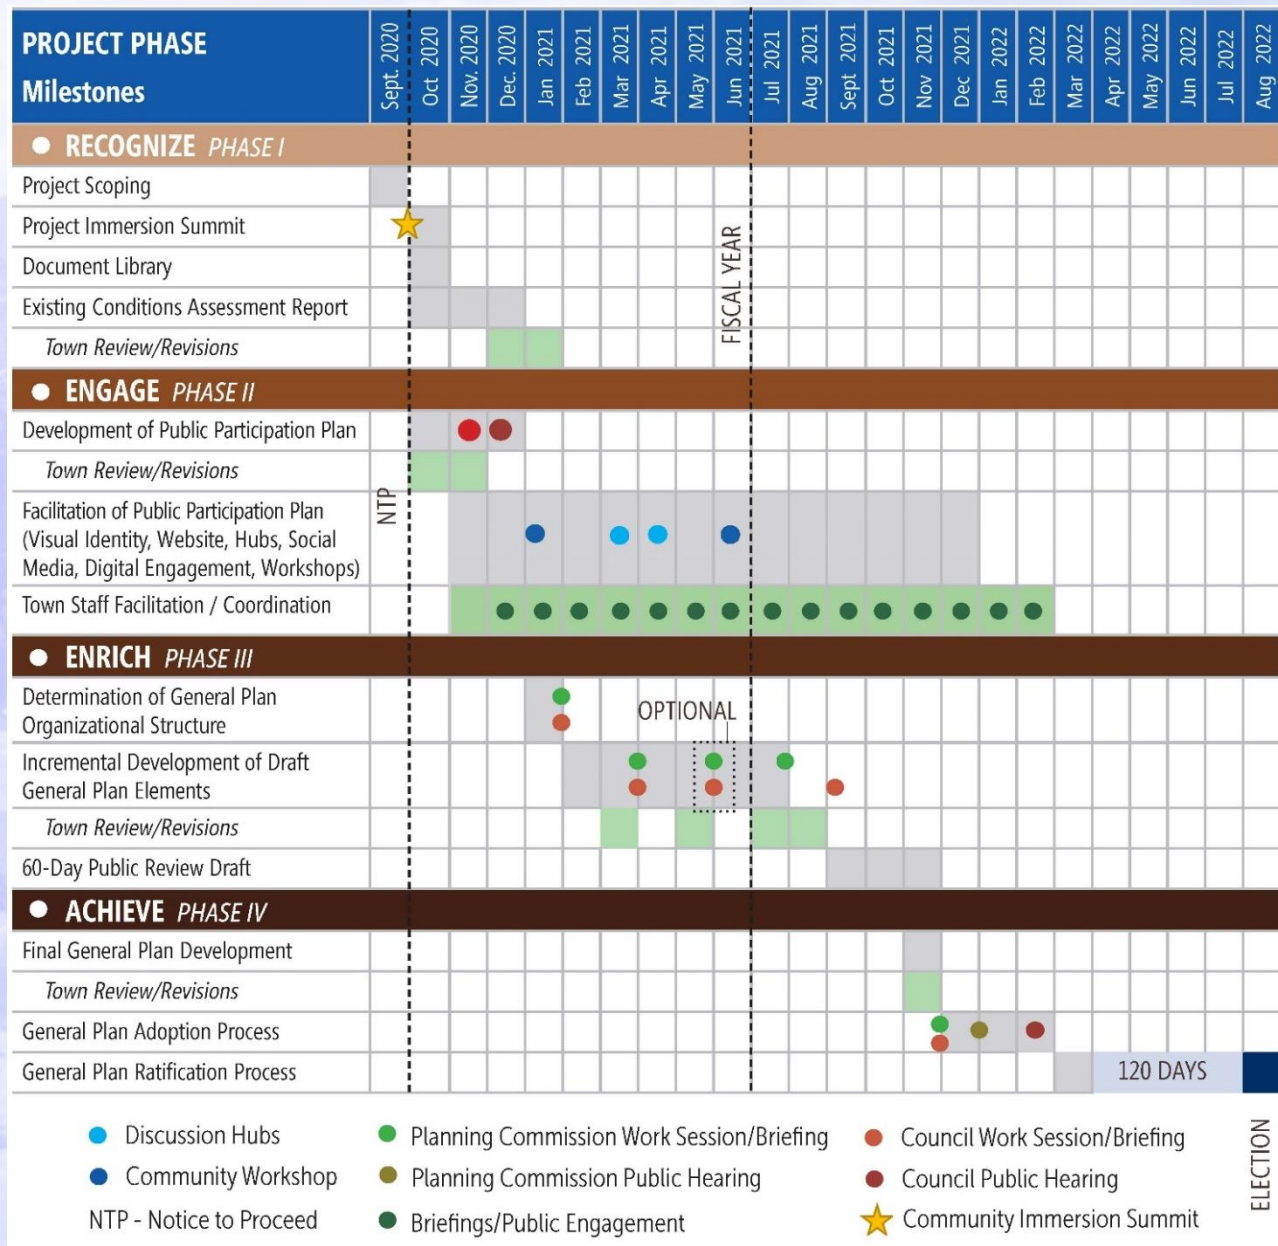 PROJECT PHASE
Milestones
Sept. 2020
Oct 2020
Nov. 2020
Dec. 2020
Jan 2021
Feb 2021
Mar 2021
Apr 2021
May 2021
Jun 2021
Jul 2021
Aug 2021
Sept 2021
Oct 2021
Nov 2021
Dec 2021
Jan 2022
Feb 2022
Mar 2022
Apr 2022
May 2022
Jun 2022
Jul 2022
Aug 2022
RECOGNIZE PHASE I
Project Scoping
Project Immersion Summit
Document Library
Existing Conditions Assessment Report
Town Review/Revisions
FISCAL YEAR
ENGAGE PHASE II
Development of Public Participation Plan
Town Review/Revisions
NTP
Facilitation of Public Participation Plan
(Visual Identity, Website, Hubs, Social
Media, Digital Engagement, Workshops)
Town Staff Facilitation / Coordination
ENRICH PHASE III
Determination of General Plan
Organizational Structure
OPTIONAL
Incremental Development of Draft
General Plan Elements
Town Review/Revisions
60-Day Public Review Draft
ACHIEVE PHASE IV
Final General Plan Development
Town Review/Revisions
General Plan Adoption Process
General Plan Ratification Process
120 DAYS
ELECTION
Discussion Hubs
Planning Commission Work Session/Briefing
Council Work Session/Briefing
Community Workshop
Planning Commission Public Hearing
Council Public Hearing
NTP - Notice to Proceed
Briefings/Public Engagement
Community Immersion Summit